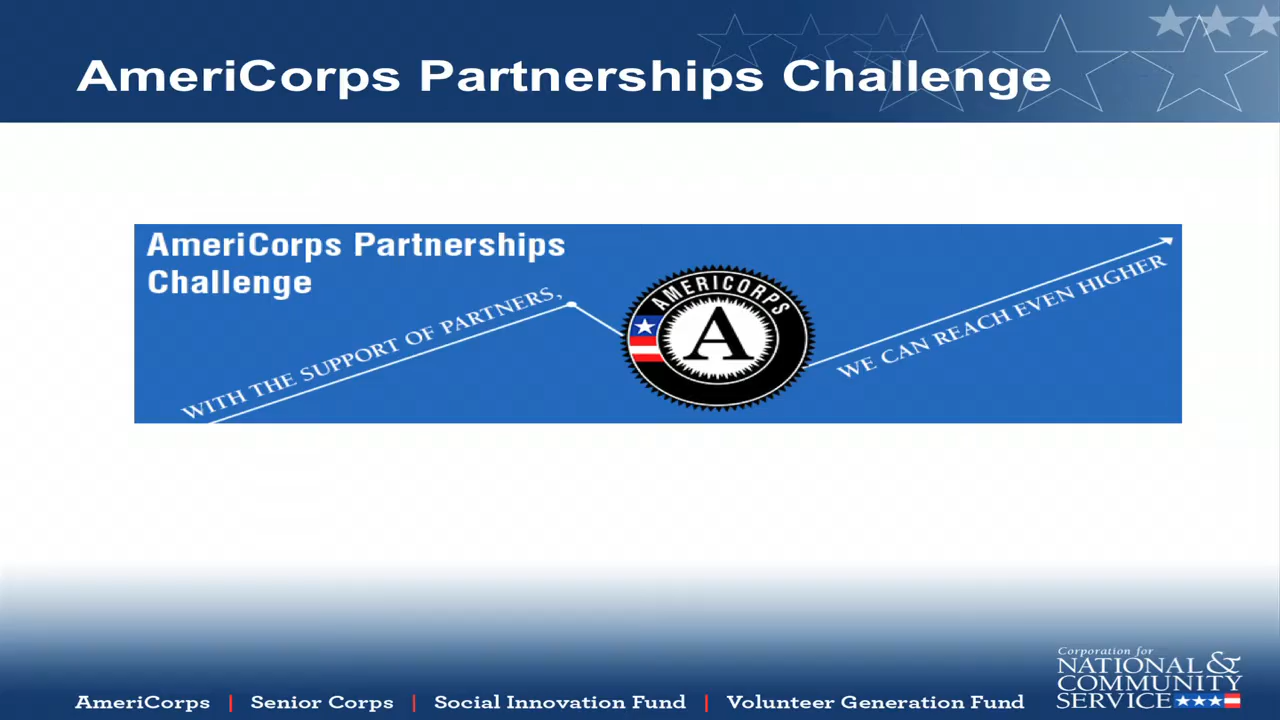 AmeriCorps Partnerships Challenge
AmeriCorps Partnerships
Challenge
WITH THE SUPPORT OF PARTNERS,
AMERICORPS
A
WE CAN REACH EVEN HIGHER
Corporation for
NATIONAL &
COMMUNITY
SERVICE
AmeriCorps | Senior Corps | Social Innovation Fund | Volunteer Generation Fund